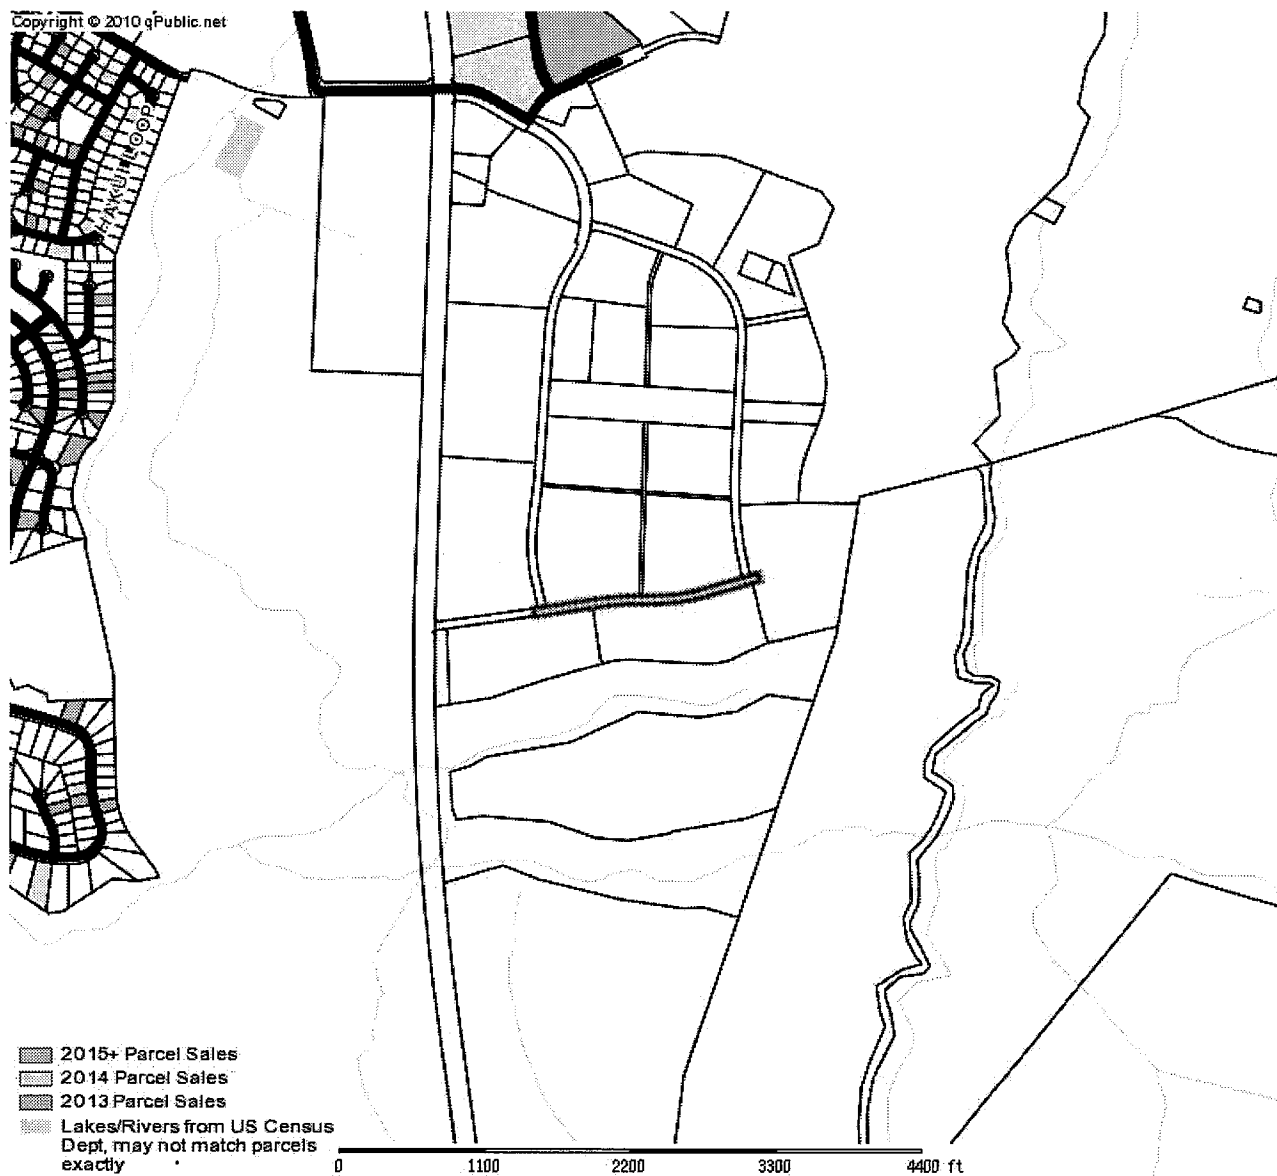 Copyright © 2010 qPublic.net
LOOP
2015+ Parcel Sales
2014 Parcel Sales
2013 Parcel Sales
Lakes/Rivers from US Census
Dept, may not match parcels
exactly
0 1100 2200 3300 4400 ft